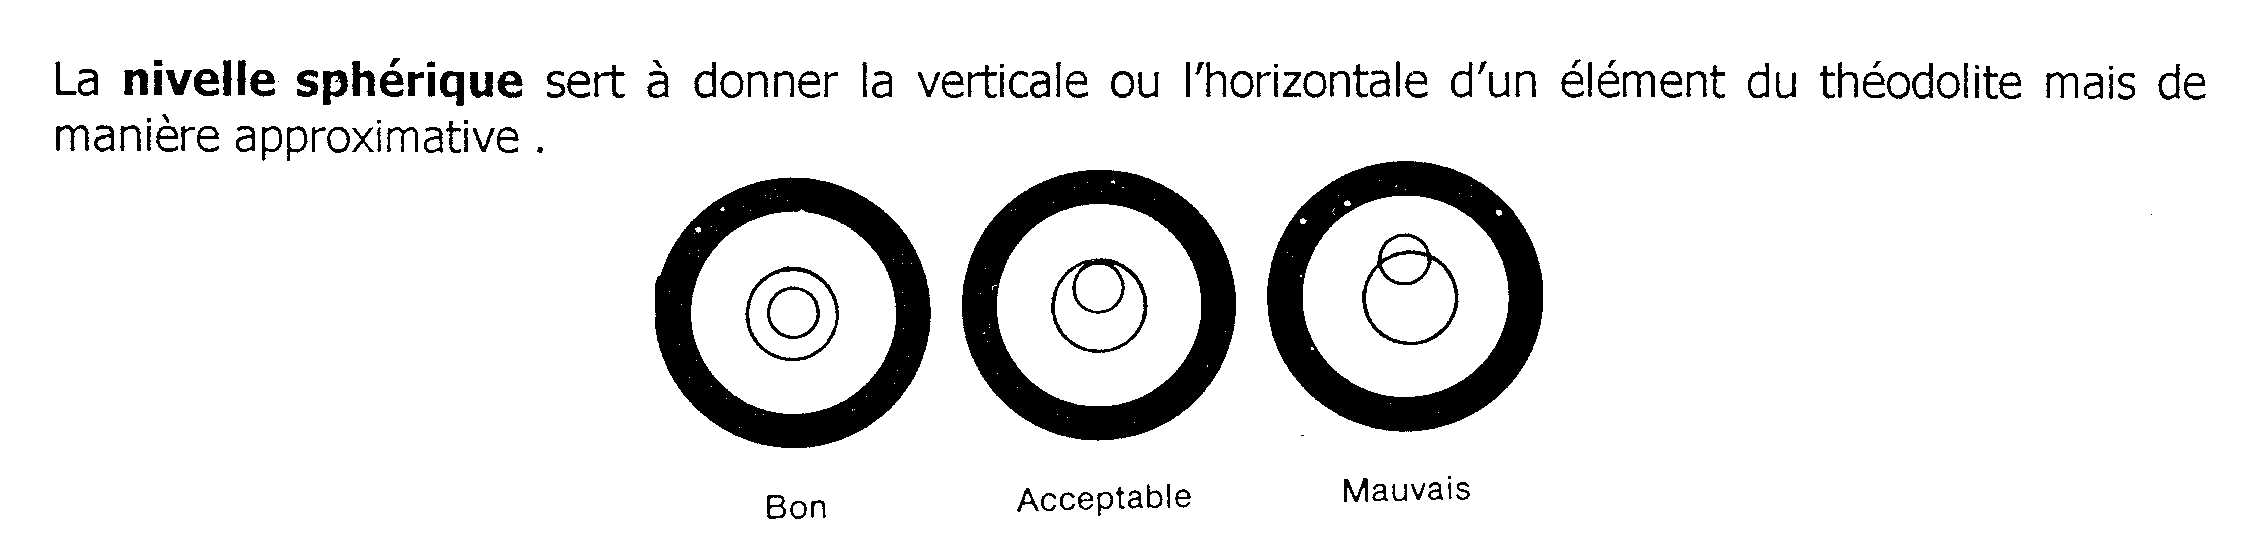 La nivelle sphérique sert à donner la verticale ou l'horizontale d'un élément du théodolite mais de
manière approximative .
Bon Acceptable Mauvais